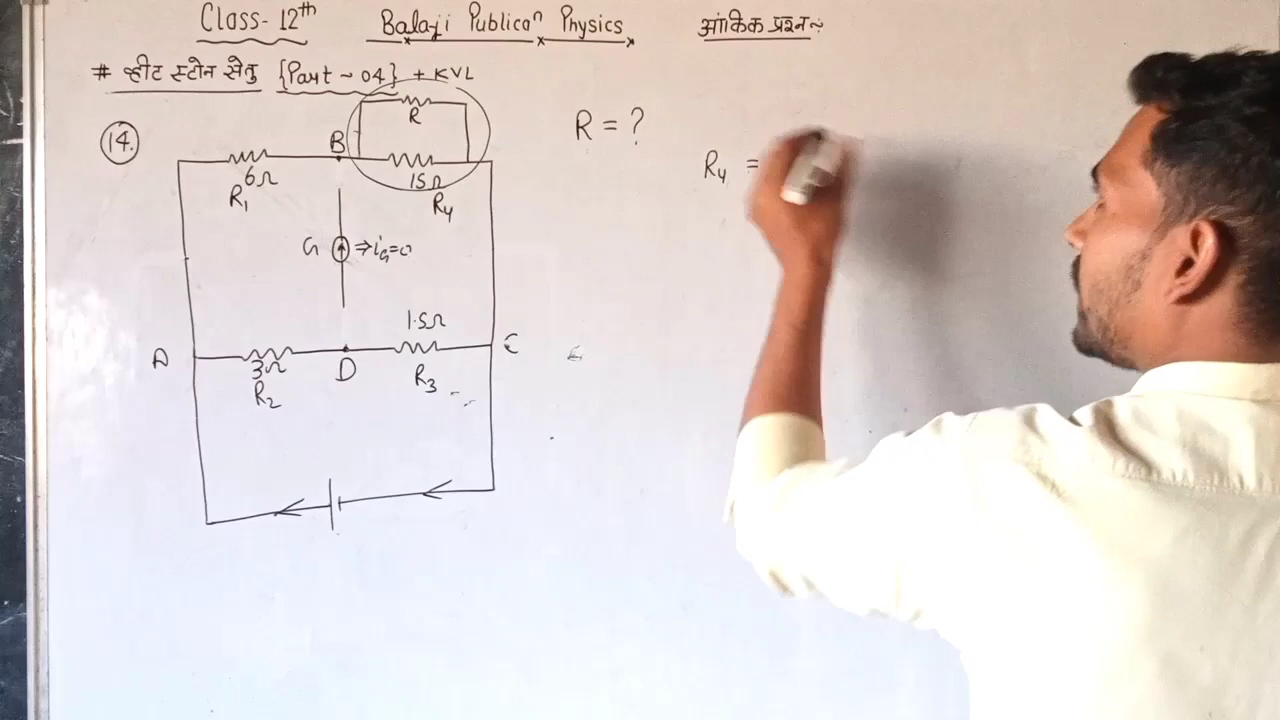 Class- 12th Balaji Publicaⁿ Physics आंकिक प्रश्न~
# व्हीट स्टोन सेतु {Part ~ 04} + KVL
14.
R
R = ?
B
6Ω
15Ω
R₄ =
R₁
R₄
G ⇒ iG=0
1.5Ω
A
C
3Ω
D
R₂
R₃